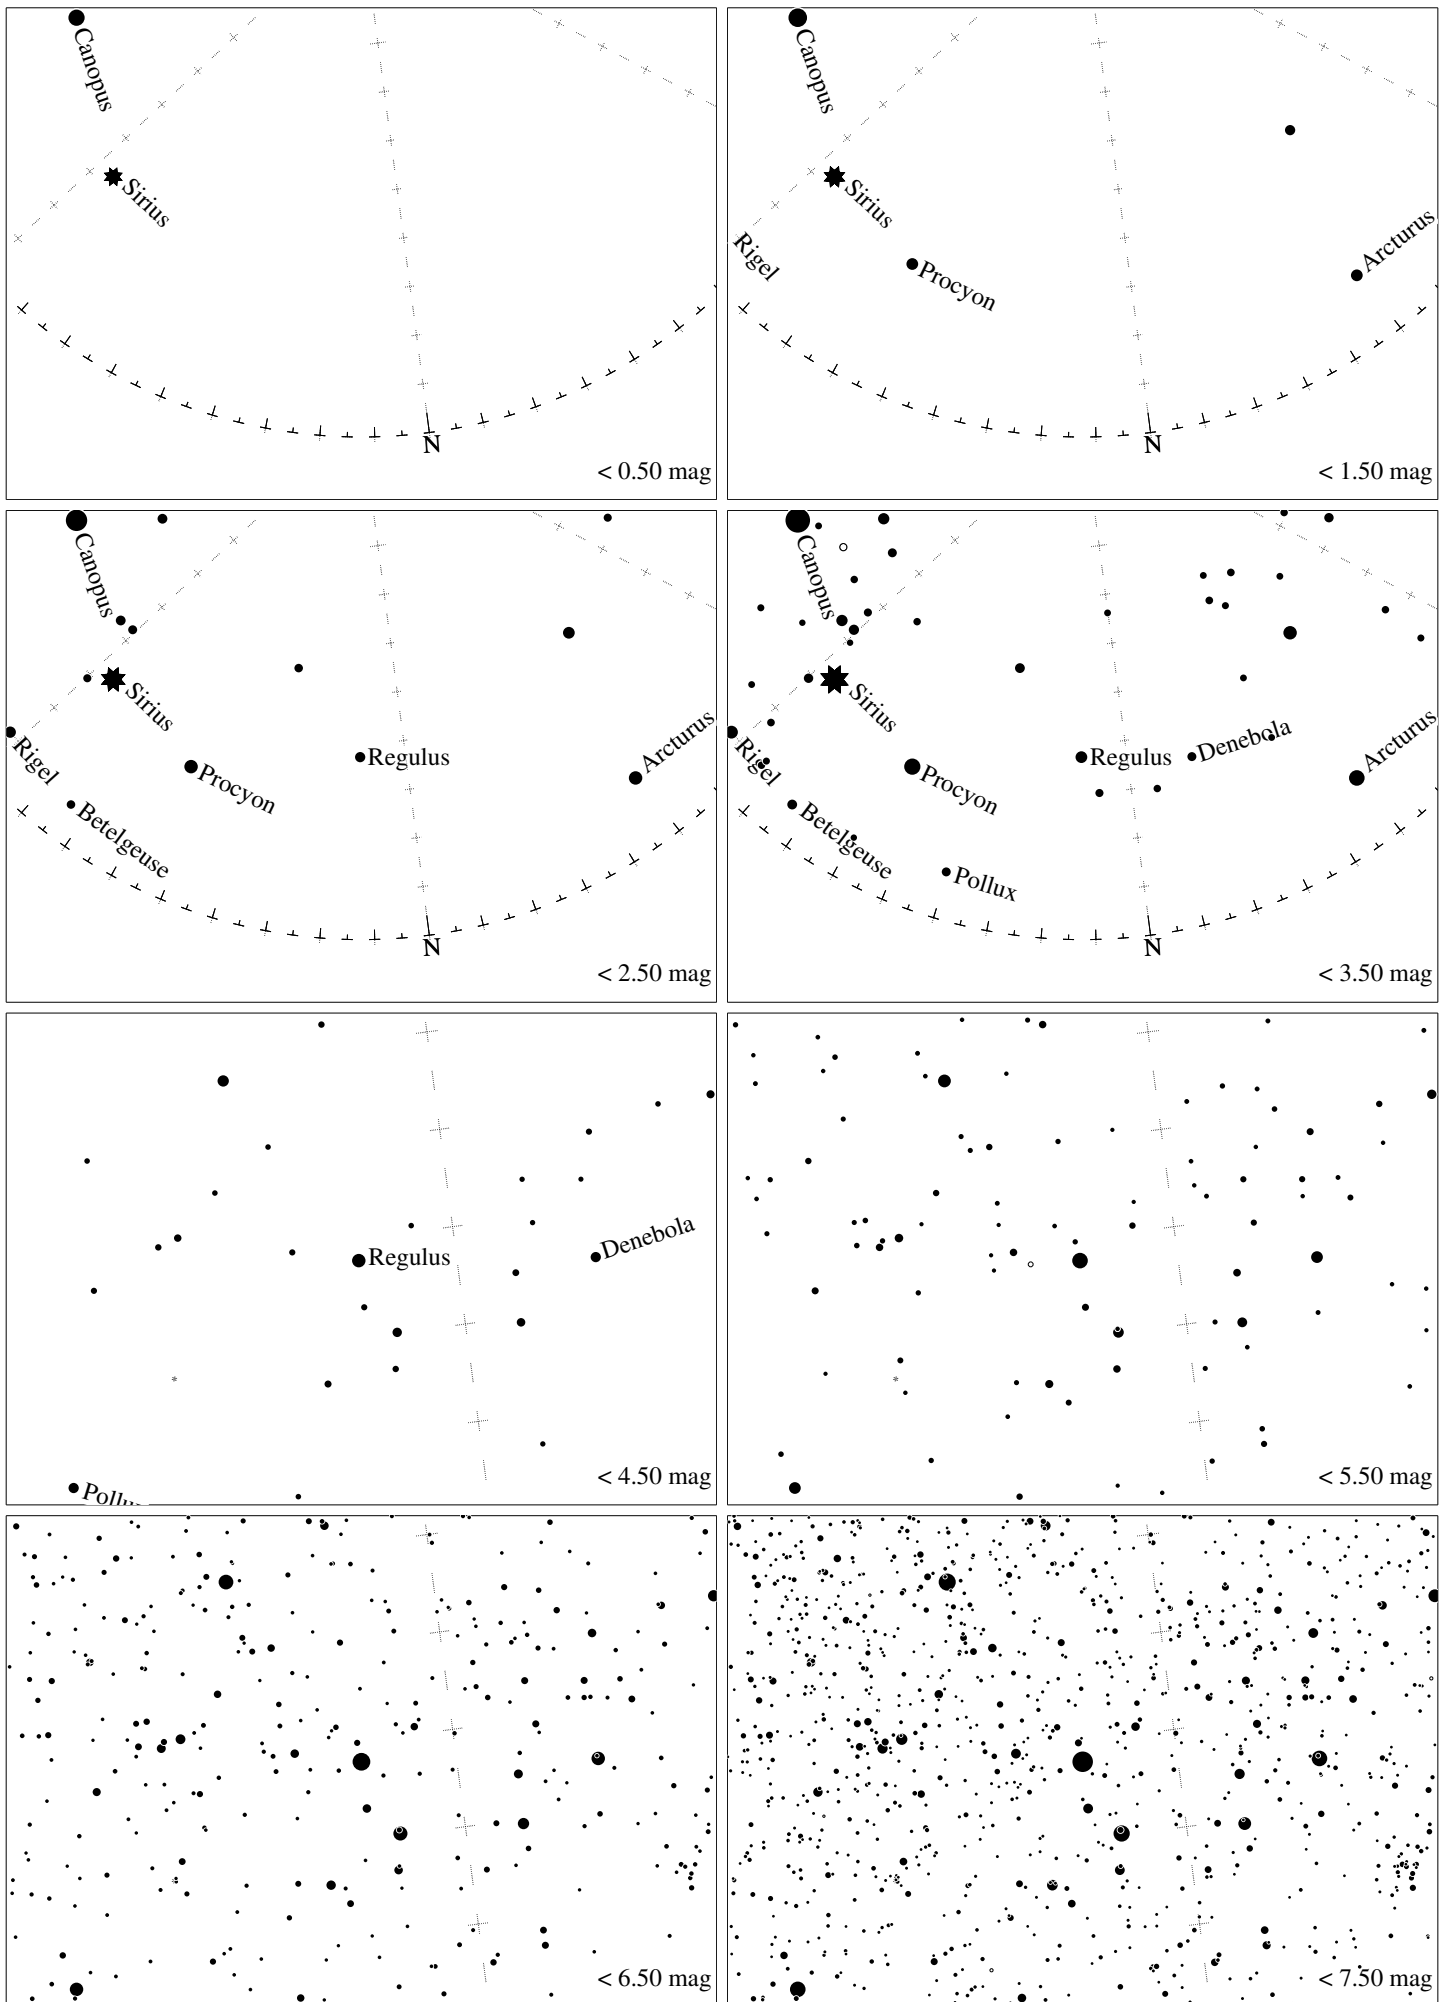 Canopus
Sirius
N
< 0.50 mag
Canopus
Sirius
Rigel
Procyon
Arcturus
N
< 1.50 mag
Canopus
Sirius
Rigel
Procyon
Regulus
Arcturus
Betelgeuse
N
< 2.50 mag
Canopus
Sirius
Rigel
Procyon
Regulus
Denebola
Arcturus
Betelgeuse
Pollux
N
< 3.50 mag
Regulus
Denebola
< 4.50 mag
< 5.50 mag
< 6.50 mag
< 7.50 mag